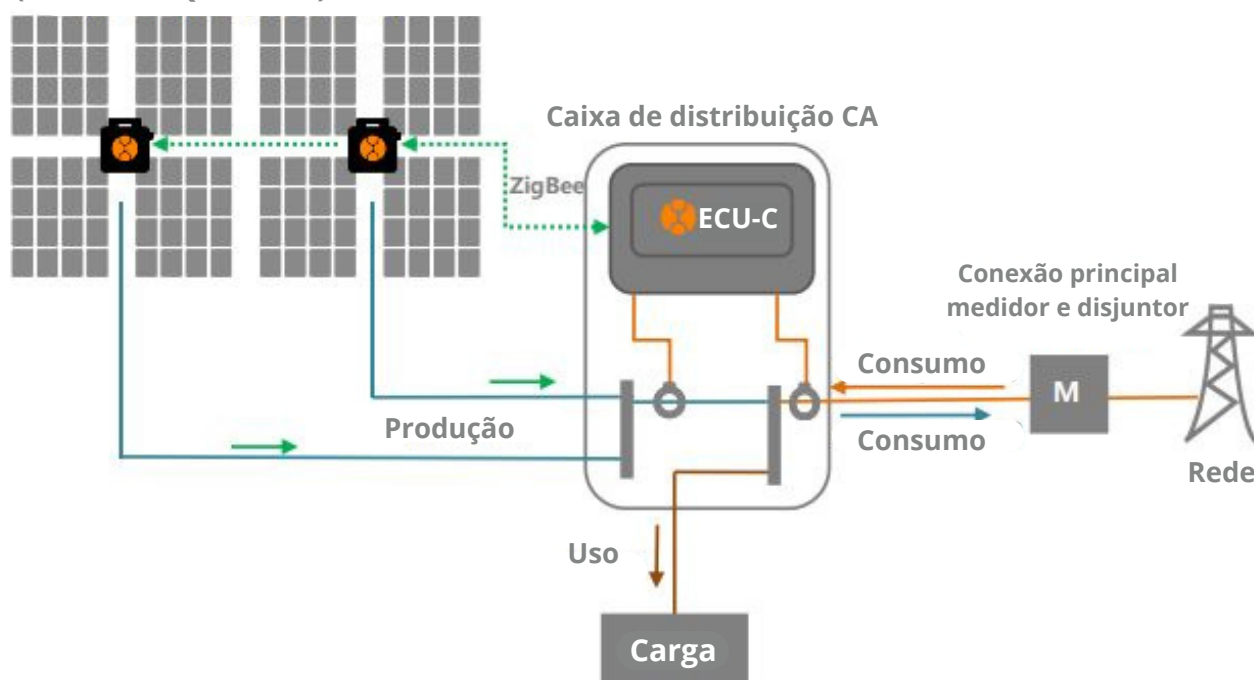 Caixa de distribuição CA
ZigBee
ECU-C
Conexão principal
medidor e disjuntor
Consumo
M
Produção
Consumo
Rede
Uso
Carga